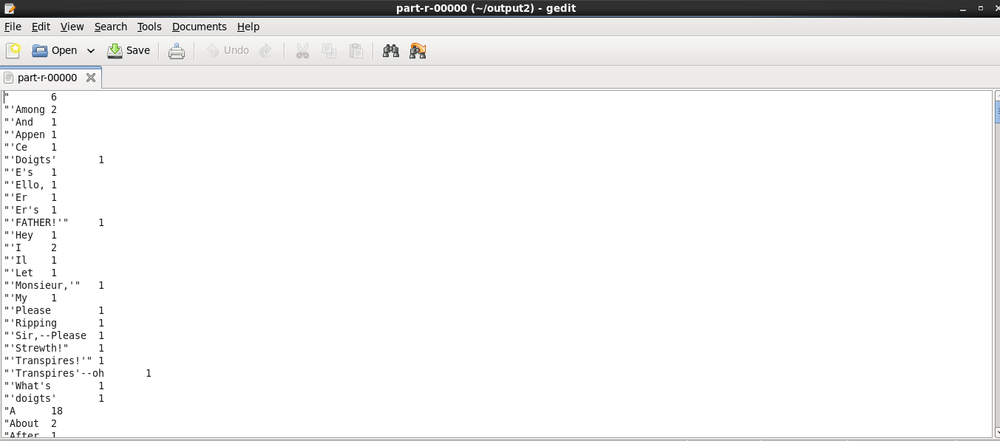 part-r-00000 (~/output2) - gedit
File Edit View Search Tools Documents Help
Open Save Undo
part-r-00000
" 6
"'Among 2
"'And 1
"'Appen 1
"'Ce 1
"'Doigts' 1
"'E's 1
"'Ello, 1
"'Er 1
"'Er's 1
"'FATHER!'" 1
"'Hey 1
"'I 2
"'Il 1
"'Let 1
"'Monsieur,'" 1
"'My 1
"'Please 1
"'Ripping 1
"'Sir,--Please 1
"'Strewth!" 1
"'Transpires!'" 1
"'Transpires'--oh 1
"'What's 1
"'doigts' 1
"A 18
"About 2
"After 1